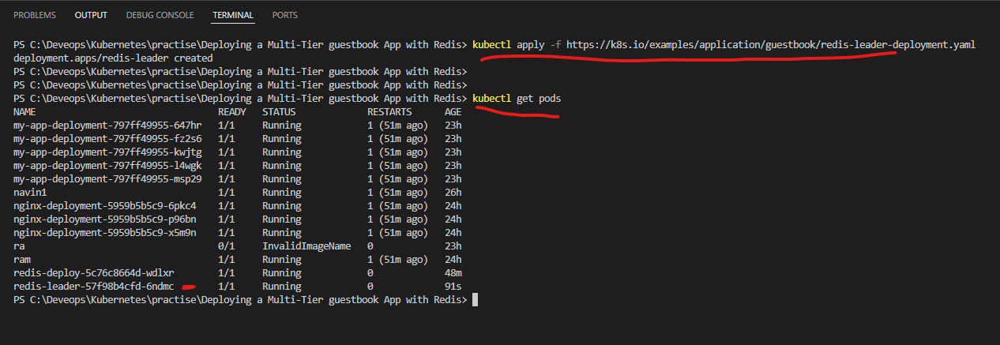 PROBLEMS OUTPUT DEBUG CONSOLE TERMINAL PORTS
PS C:\Deveops\Kubernetes\practise\Deploying a Multi-Tier guestbook App with Redis> kubectl apply -f https://k8s.io/examples/application/guestbook/redis-leader-deployment.yaml
deployment.apps/redis-leader created
PS C:\Deveops\Kubernetes\practise\Deploying a Multi-Tier guestbook App with Redis>
PS C:\Deveops\Kubernetes\practise\Deploying a Multi-Tier guestbook App with Redis>
PS C:\Deveops\Kubernetes\practise\Deploying a Multi-Tier guestbook App with Redis> kubectl get pods
NAME READY STATUS RESTARTS AGE
my-app-deployment-797ff49955-647hr 1/1 Running 1 (51m ago) 23h
my-app-deployment-797ff49955-fz2s6 1/1 Running 1 (51m ago) 23h
my-app-deployment-797ff49955-kwjtg 1/1 Running 1 (51m ago) 23h
my-app-deployment-797ff49955-l4wgk 1/1 Running 1 (51m ago) 23h
my-app-deployment-797ff49955-msp29 1/1 Running 1 (51m ago) 23h
navin1 1/1 Running 1 (51m ago) 26h
nginx-deployment-5959b5b5c9-6pkc4 1/1 Running 1 (51m ago) 24h
nginx-deployment-5959b5b5c9-p96bn 1/1 Running 1 (51m ago) 24h
nginx-deployment-5959b5b5c9-x5m9n 1/1 Running 1 (51m ago) 24h
ra 0/1 InvalidImageName 0 23h
ram 1/1 Running 1 (51m ago) 24h
redis-deploy-5c76c8664d-wdlxr 1/1 Running 0 48m
redis-leader-57f98b4cfd-6ndmc 1/1 Running 0 91s
PS C:\Deveops\Kubernetes\practise\Deploying a Multi-Tier guestbook App with Redis>